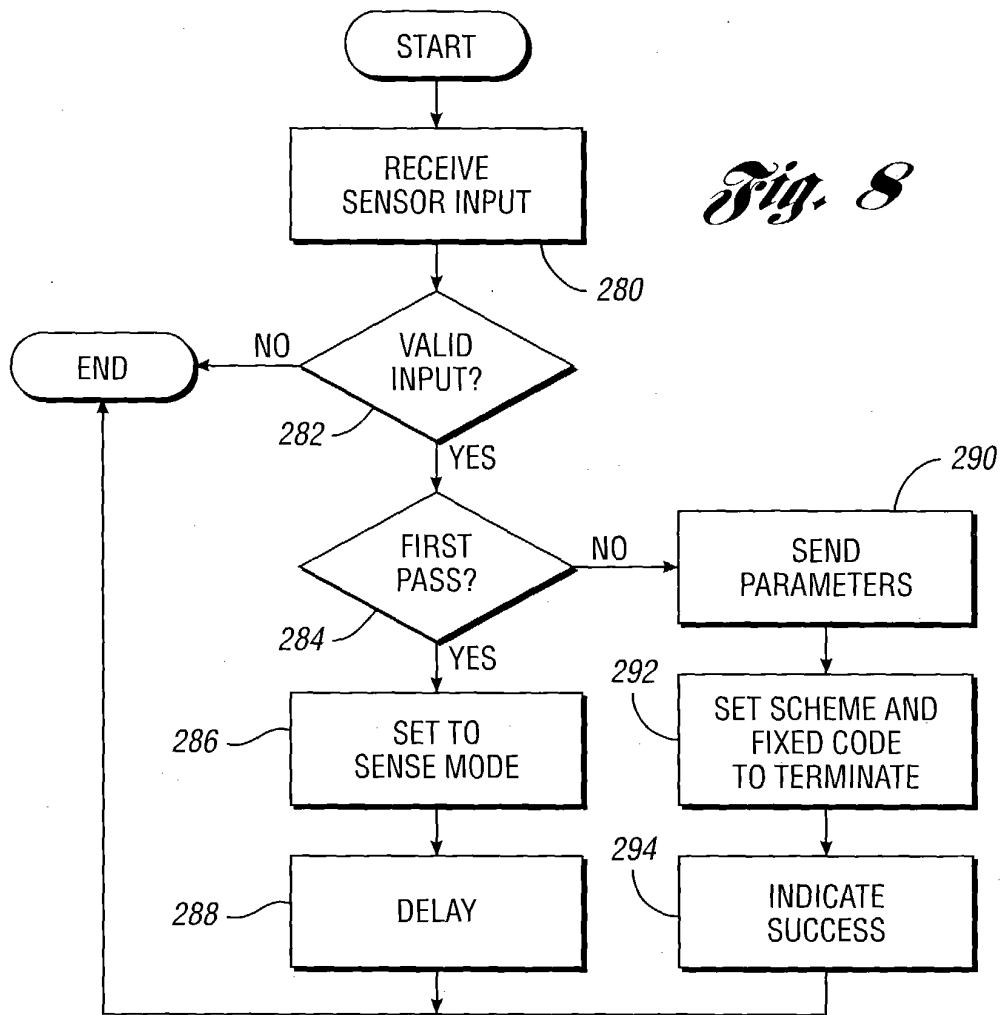 START
RECEIVE
SENSOR INPUT
Fig. 8
280
VALID
INPUT?
NO
END
282
YES
290
FIRST
PASS?
NO
SEND
PARAMETERS
284
YES
292
286
SET TO
SENSE MODE
SET SCHEME AND
FIXED CODE
TO TERMINATE
294
288
DELAY
INDICATE
SUCCESS